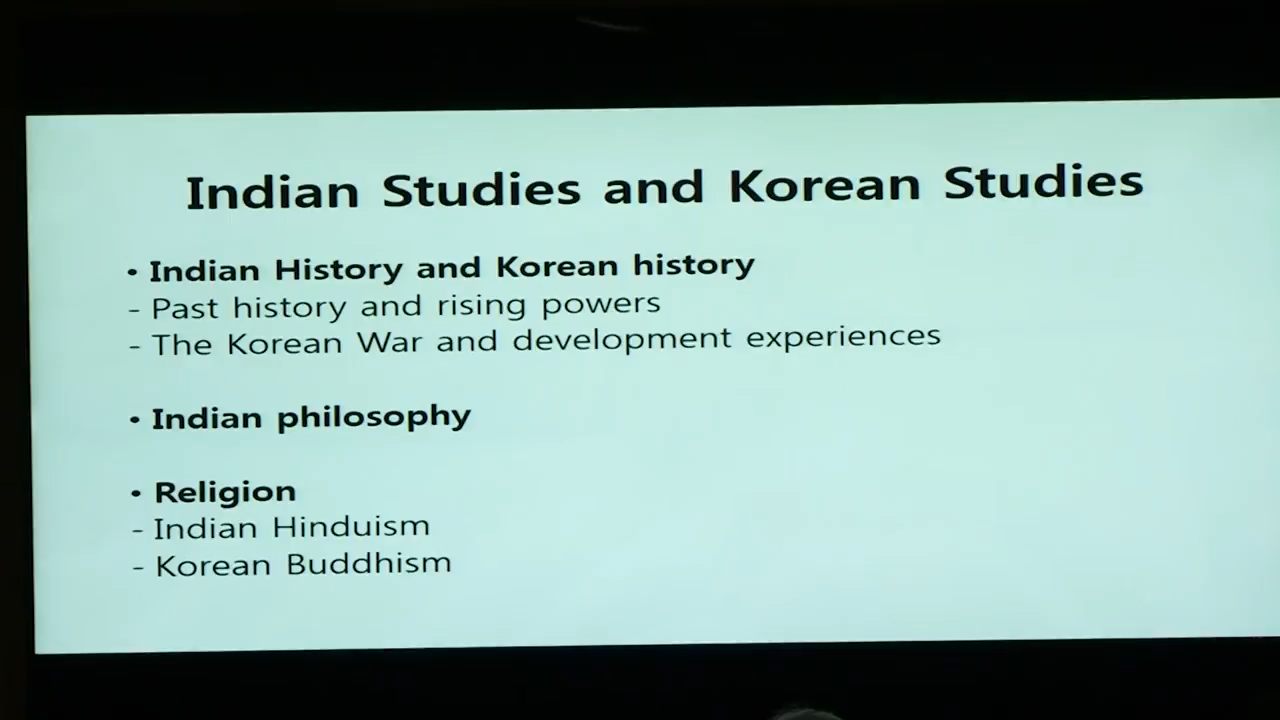 Indian Studies and Korean Studies
• Indian History and Korean history
- Past history and rising powers
- The Korean War and development experiences
• Indian philosophy
• Religion
- Indian Hinduism
- Korean Buddhism